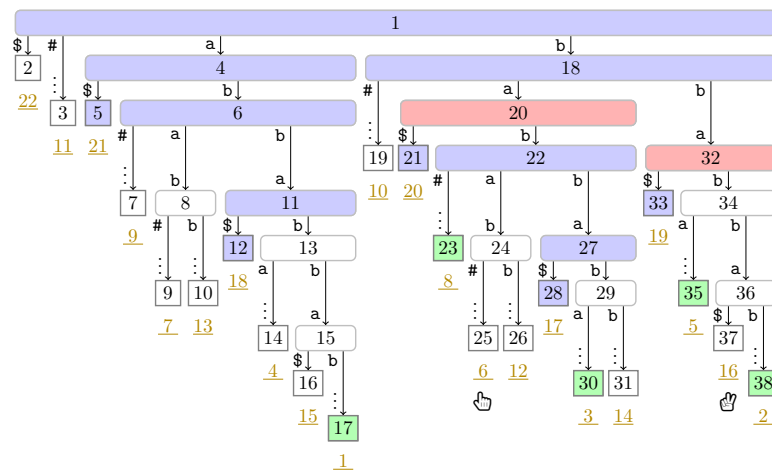 1
$ # a b
2 4 18
⋮ $ b # a b
22 3 5 6 ⋮ 20 a
11 21 # a b 19 $ b 32
⋮ b a 10 21 22 $ b
7 8 11 20 # a b 33 34
9 # b $ b ⋮ b a 19 a b
⋮ 12 13 23 24 27 ⋮ a
9 10 18 a b 8 # b $ b 35 36
7 13 ⋮ a ⋮ 28 29 5 $ b
14 15 25 26 17 a b 37 ⋮
4 $ b 6 12 ⋮ 16 38
16 ⋮ 30 31 2
15 17 3 14
1